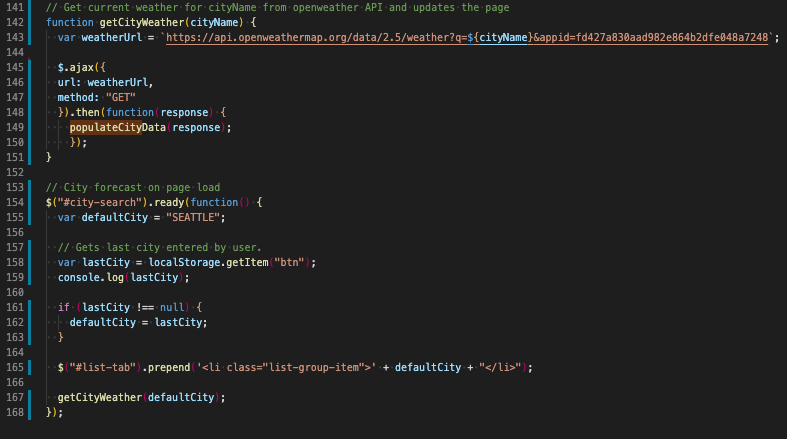 141 // Get current weather for cityName from openweather API and updates the page
142 function getCityWeather(cityName) {
143 var weatherUrl = `https://api.openweathermap.org/data/2.5/weather?q=${cityName}&appid=fd427a830aad982e864b2dfe048a7248`;
144
145 $.ajax({
146 url: weatherUrl,
147 method: "GET"
148 }).then(function(response) {
149 populateCityData(response);
150 });
151 }
152
153 // City forecast on page load
154 $("#city-search").ready(function() {
155 var defaultCity = "SEATTLE";
156
157 // Gets last city entered by user.
158 var lastCity = localStorage.getItem("btn");
159 console.log(lastCity);
160
161 if (lastCity !== null) {
162 defaultCity = lastCity;
163 }
164
165 $("#list-tab").prepend('<li class="list-group-item">' + defaultCity + "</li>");
166
167 getCityWeather(defaultCity);
168 });